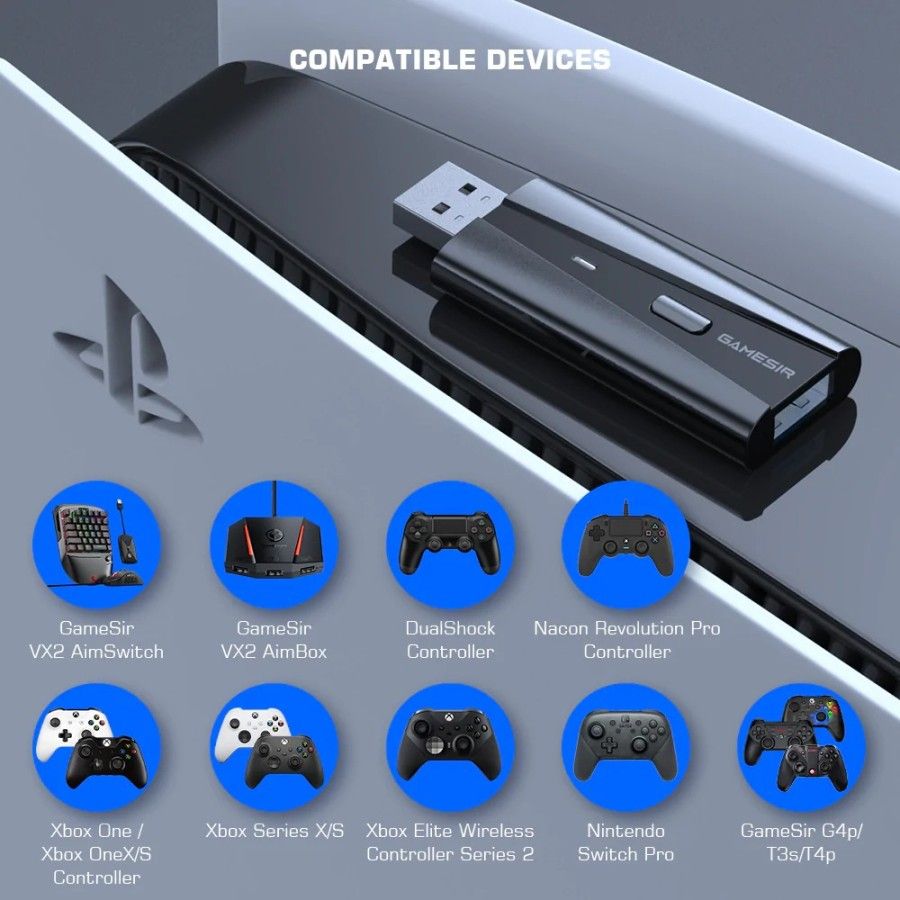 COMPATIBLE DEVICES
GAMESIR
GameSir
VX2 AimSwitch
GameSir
VX2 AimBox
DualShock
Controller
Nacon Revolution Pro
Controller
Xbox One /
Xbox OneX/S
Controller
Xbox Series X/S
Xbox Elite Wireless
Controller Series 2
Nintendo
Switch Pro
GameSir G4p/
T3s/T4p